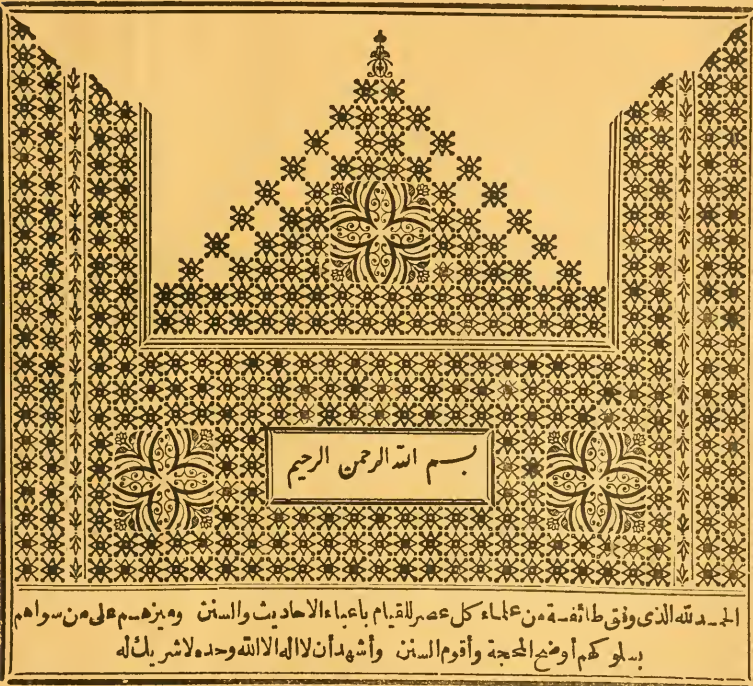 بسم الله الرحمن الرحيم
الحمد لله الذى وفق طائفة من علماء كل عصر للقيام باعباء الاحاديث والسنن وميزهم على من سواهم
بسلوكهم أوضح المحجة وأقوم السنن وأشهد أن لا اله الا الله وحده لا شريك له